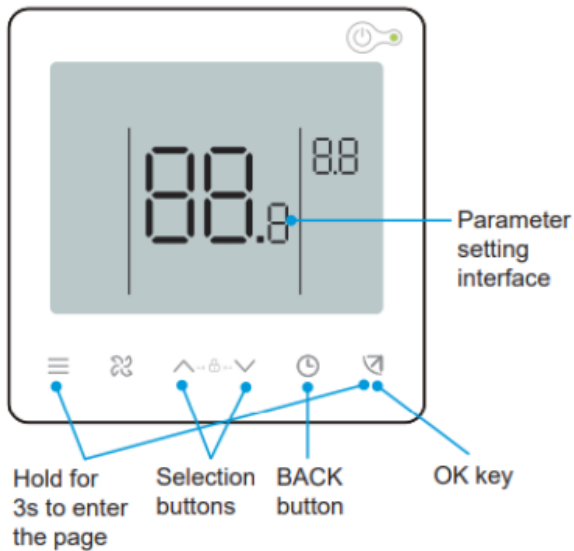 88.8
8.8
Parameter
setting
interface
Hold for
3s to enter
the page
Selection
buttons
BACK
button
OK key